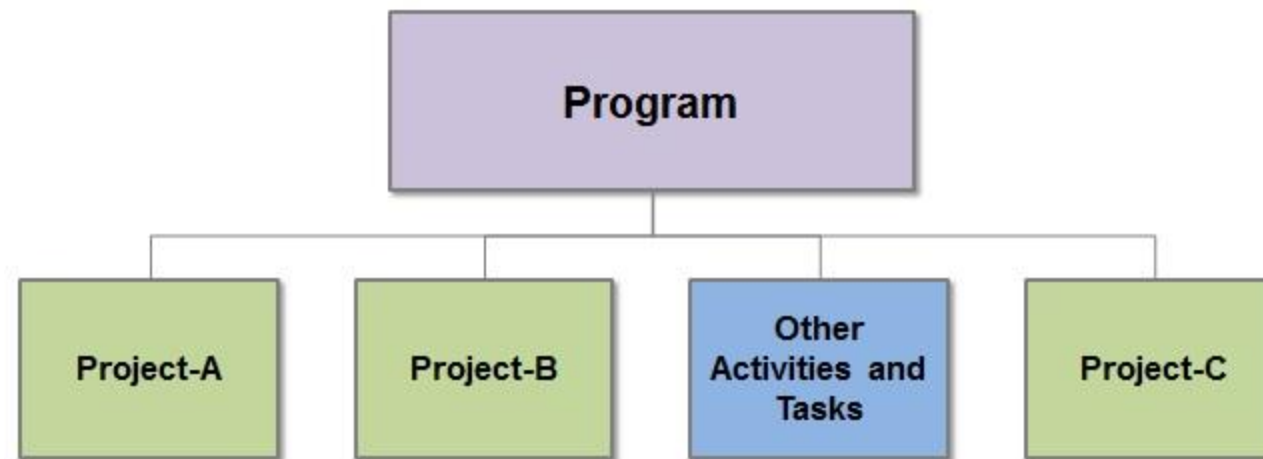 Program
Project-A
Project-B
Other
Activities and
Tasks
Project-C